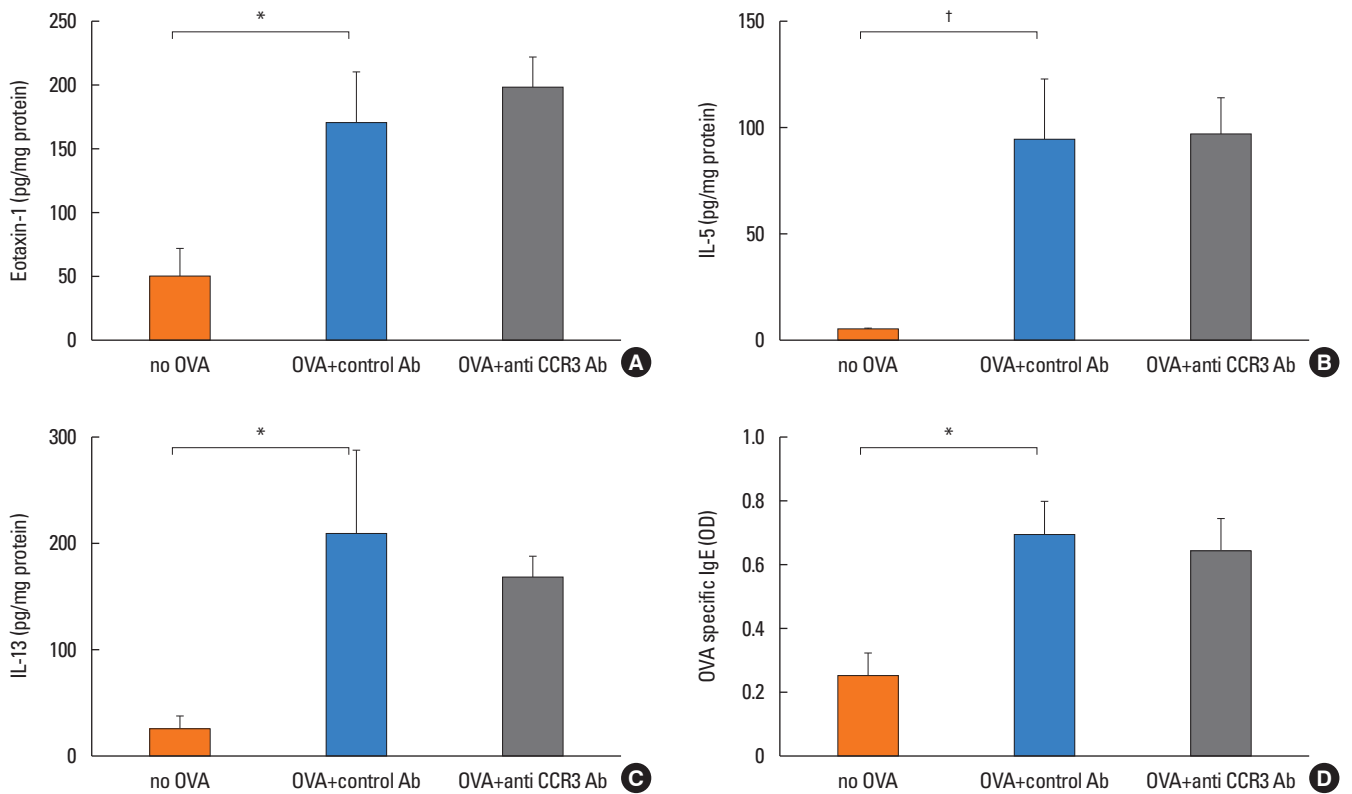 Eotaxin-1 (pg/mg protein)
250
200
150
100
50
0
*
no OVA
OVA+control Ab
OVA+anti CCR3 Ab
A
IL-5 (pg/mg protein)
150
100
50
0
†
no OVA
OVA+control Ab
OVA+anti CCR3 Ab
B
IL-13 (pg/mg protein)
300
200
100
0
*
no OVA
OVA+control Ab
OVA+anti CCR3 Ab
C
OVA specific IgE (OD)
1.0
0.8
0.6
0.4
0.2
0
*
no OVA
OVA+control Ab
OVA+anti CCR3 Ab
D